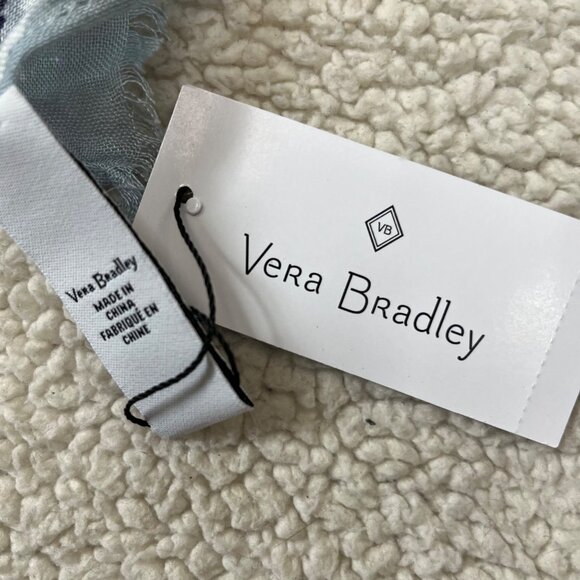 Vera Bradley
MADE IN
CHINA
FABRIQUÉ EN
CHINE
VB
Vera Bradley